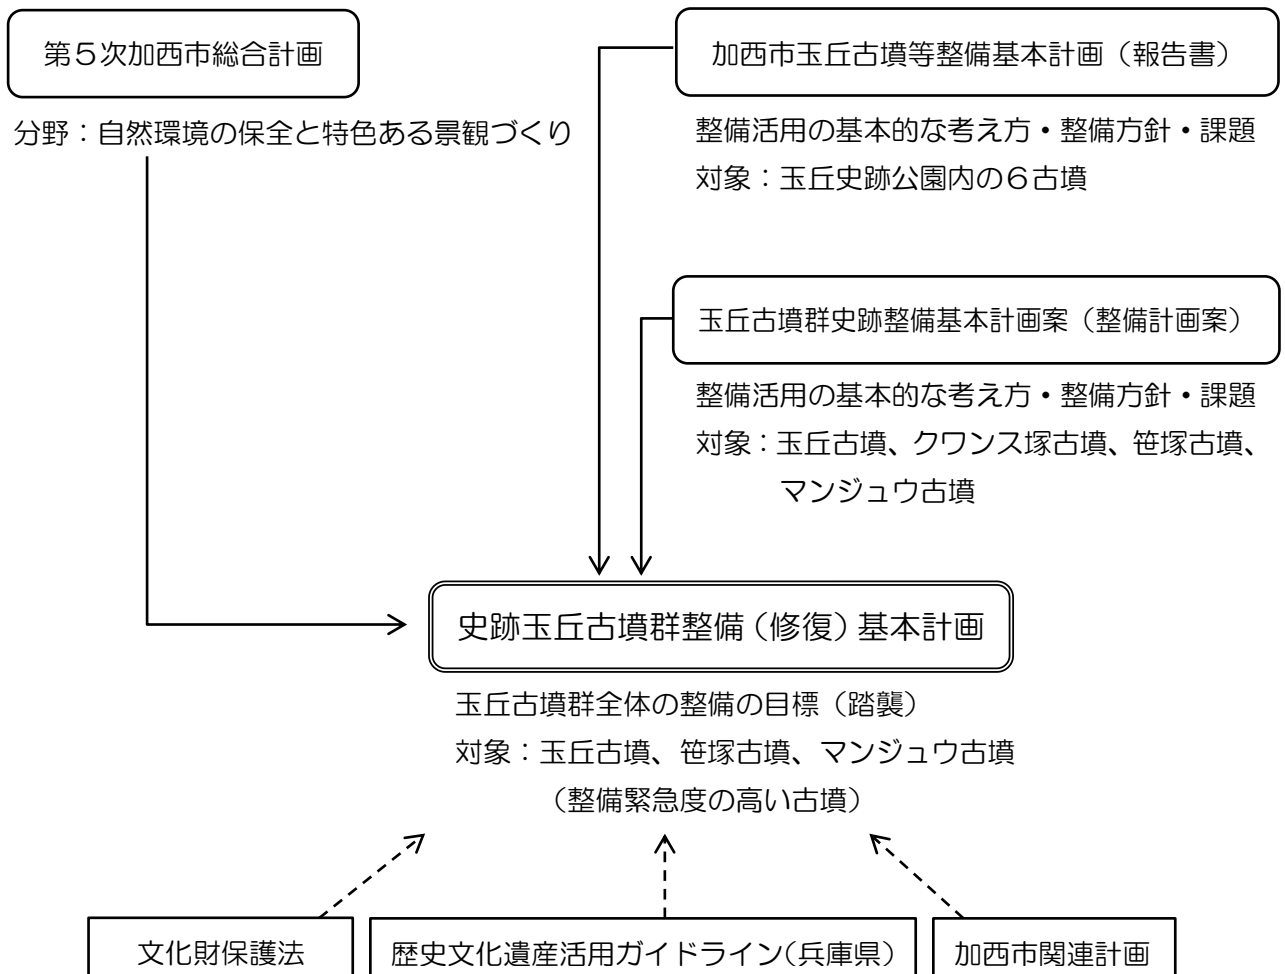 第5次加西市総合計画
分野：自然環境の保全と特色ある景観づくり
加西市玉丘古墳等整備基本計画（報告書）
整備活用の基本的な考え方・整備方針・課題
対象：玉丘史跡公園内の6古墳
玉丘古墳群史跡整備基本計画案（整備計画案）
整備活用の基本的な考え方・整備方針・課題
対象：玉丘古墳、クワンス塚古墳、笹塚古墳、
マンジュウ古墳
史跡玉丘古墳群整備（修復）基本計画
玉丘古墳群全体の整備の目標（踏襲）
対象：玉丘古墳、笹塚古墳、マンジュウ古墳
（整備緊急度の高い古墳）
文化財保護法
歴史文化遺産活用ガイドライン（兵庫県）
加西市関連計画